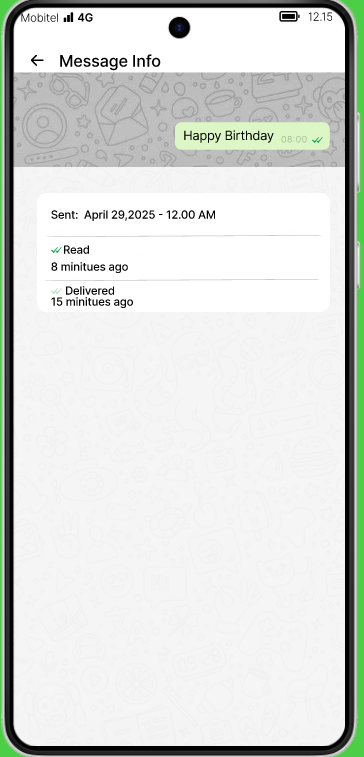 Mobitel 4G 12.15
Message Info
Happy Birthday 08:00
Sent: April 29,2025 - 12.00 AM
Read
8 minitues ago
Delivered
15 minitues ago